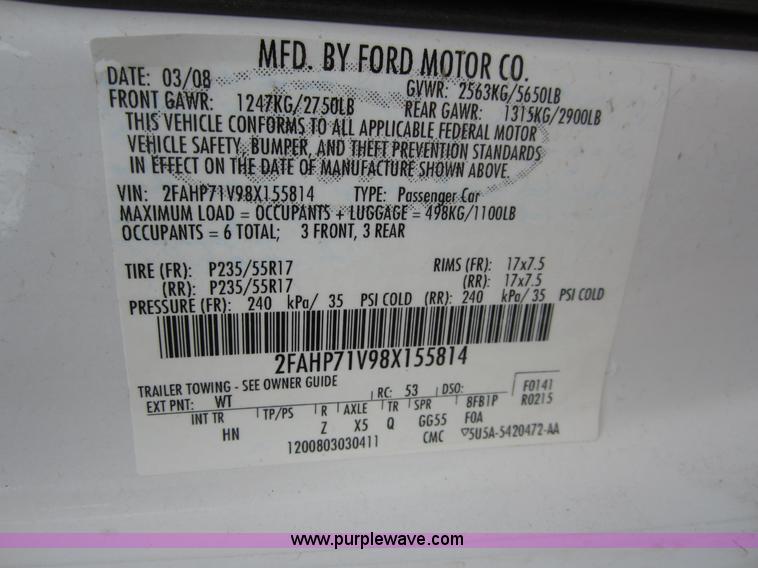 MFD. BY FORD MOTOR CO.
DATE: 03/08 GVWR: 2563KG/5650LB
FRONT GAWR: 1247KG/2750LB REAR GAWR: 1315KG/2900LB
THIS VEHICLE CONFORMS TO ALL APPLICABLE FEDERAL MOTOR
VEHICLE SAFETY, BUMPER, AND THEFT PREVENTION STANDARDS
IN EFFECT ON THE DATE OF MANUFACTURE SHOWN ABOVE.
VIN: 2FAHP71V98X155814 TYPE: Passenger Car
MAXIMUM LOAD = OCCUPANTS + LUGGAGE = 498KG/1100LB
OCCUPANTS = 6 TOTAL; 3 FRONT, 3 REAR
TIRE (FR): P235/55R17 RIMS (FR): 17x7.5
(RR): P235/55R17 (RR): 17x7.5
PRESSURE (FR): 240 kPa/ 35 PSI COLD (RR): 240 kPa/ 35 PSI COLD
2FAHP71V98X155814
TRAILER TOWING - SEE OWNER GUIDE
EXT PNT: WT RC: 53 DSO: F0141
INT TR TP/PS R AXLE TR SPR 8FB1P R0215
HN Z X5 Q GG55 F0A
1200803030411 CMC 5U5A-5420472-AA
www.purplewave.com